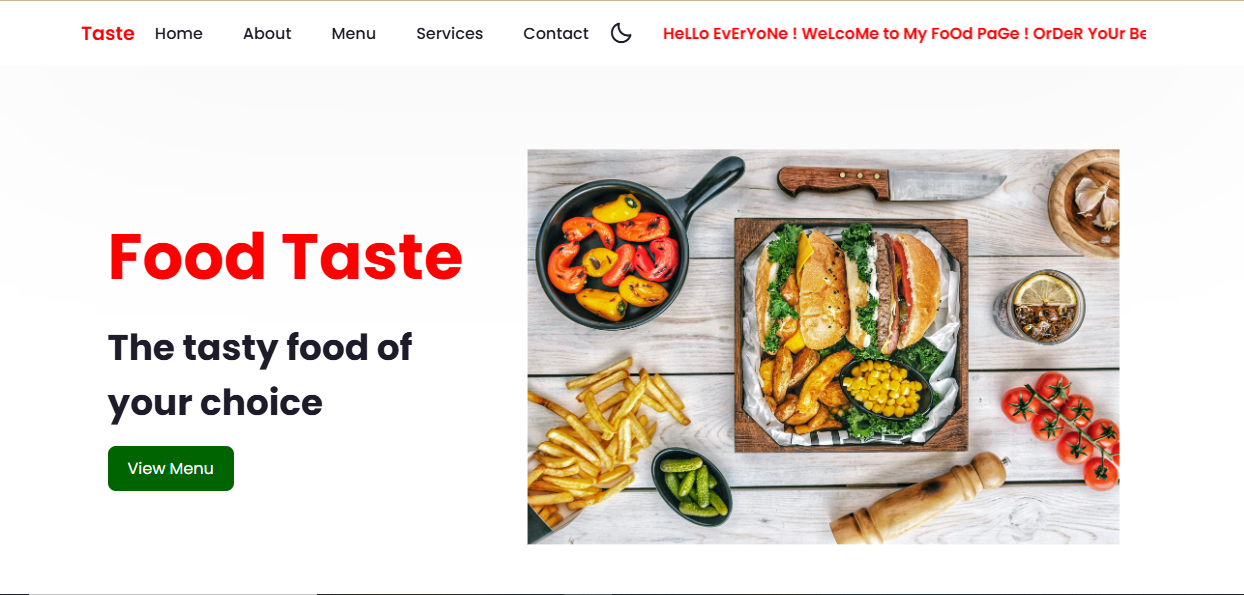 Taste Home About Menu Services Contact HeLLo EvErYoNe ! WeLcoMe to My FoOd PaGe ! OrDeR YoUr
Food Taste
The tasty food of
your choice
View Menu